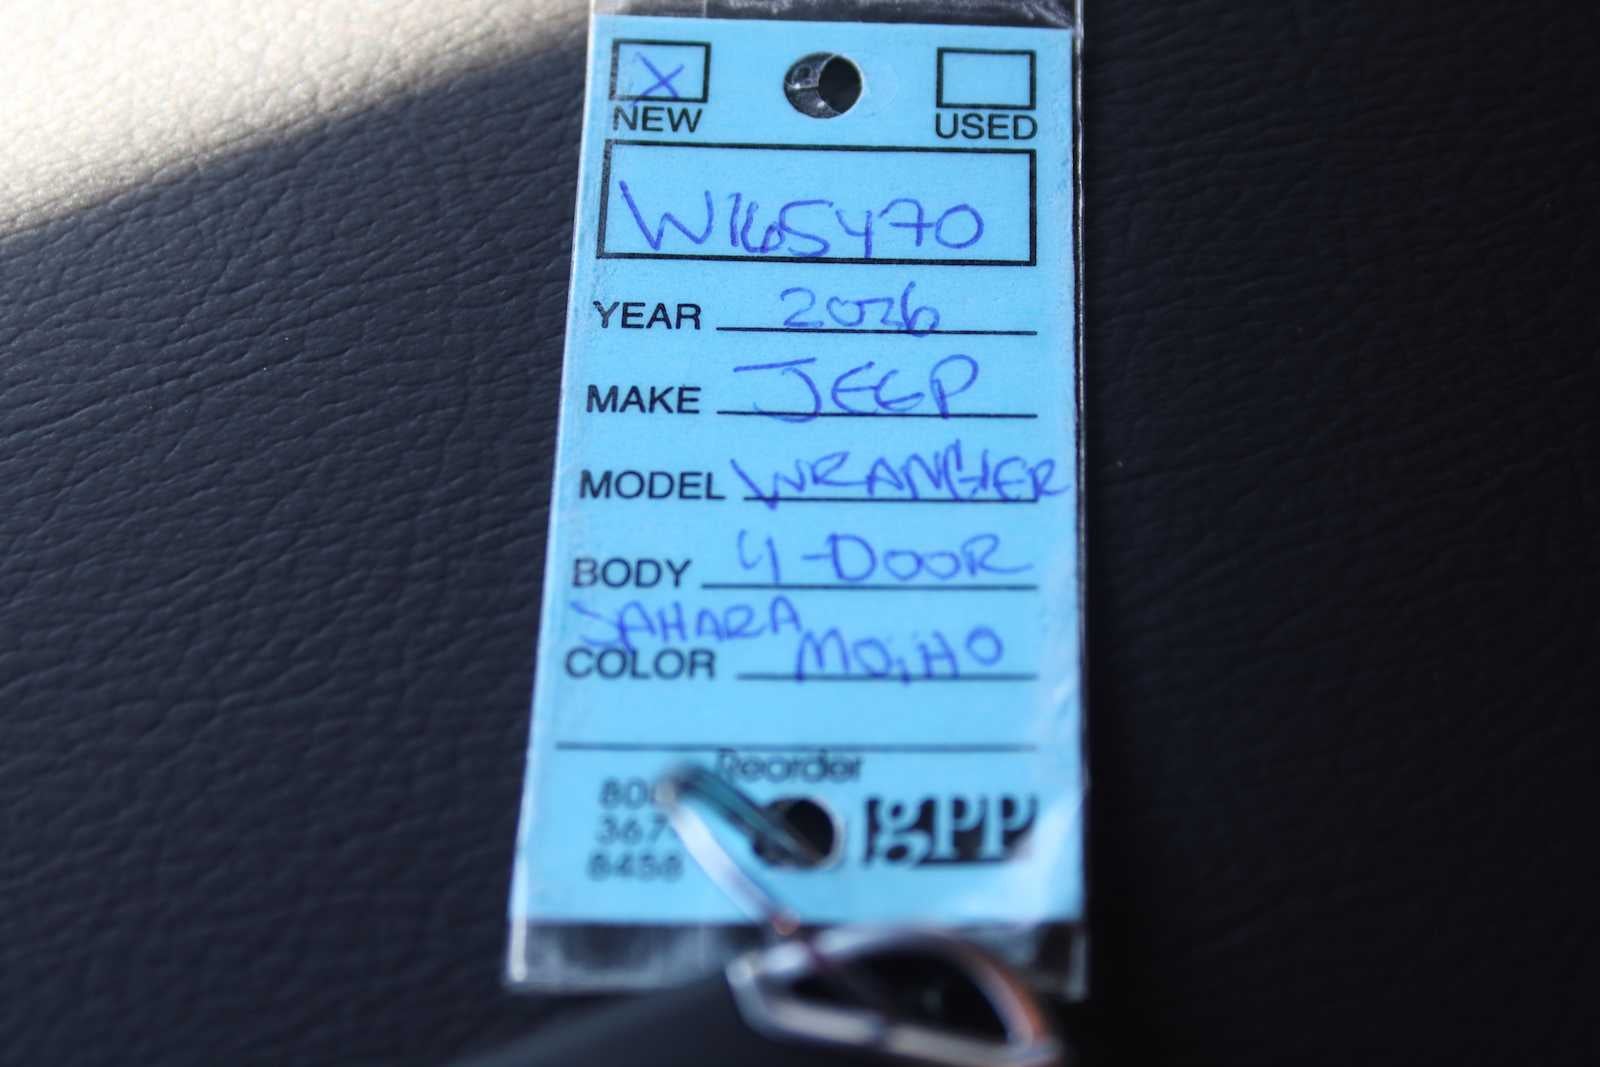 X
NEW USED
W165470
YEAR 2026
MAKE JEEP
MODEL WRANGLER
BODY 4-DOOR
SAHARA
COLOR MOJITO
Reorder
800
367
8458
gpp